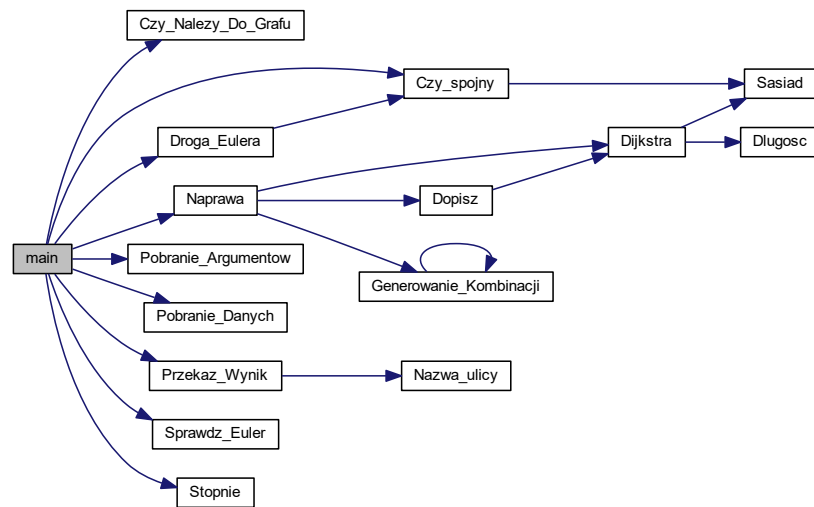 Czy_Nalezy_Do_Grafu
Czy_spojny
Sasiad
Droga_Eulera
Dijkstra
Dlugosc
Naprawa
Dopisz
main
Pobranie_Argumentow
Generowanie_Kombinacji
Pobranie_Danych
Przekaz_Wynik
Nazwa_ulicy
Sprawdz_Euler
Stopnie